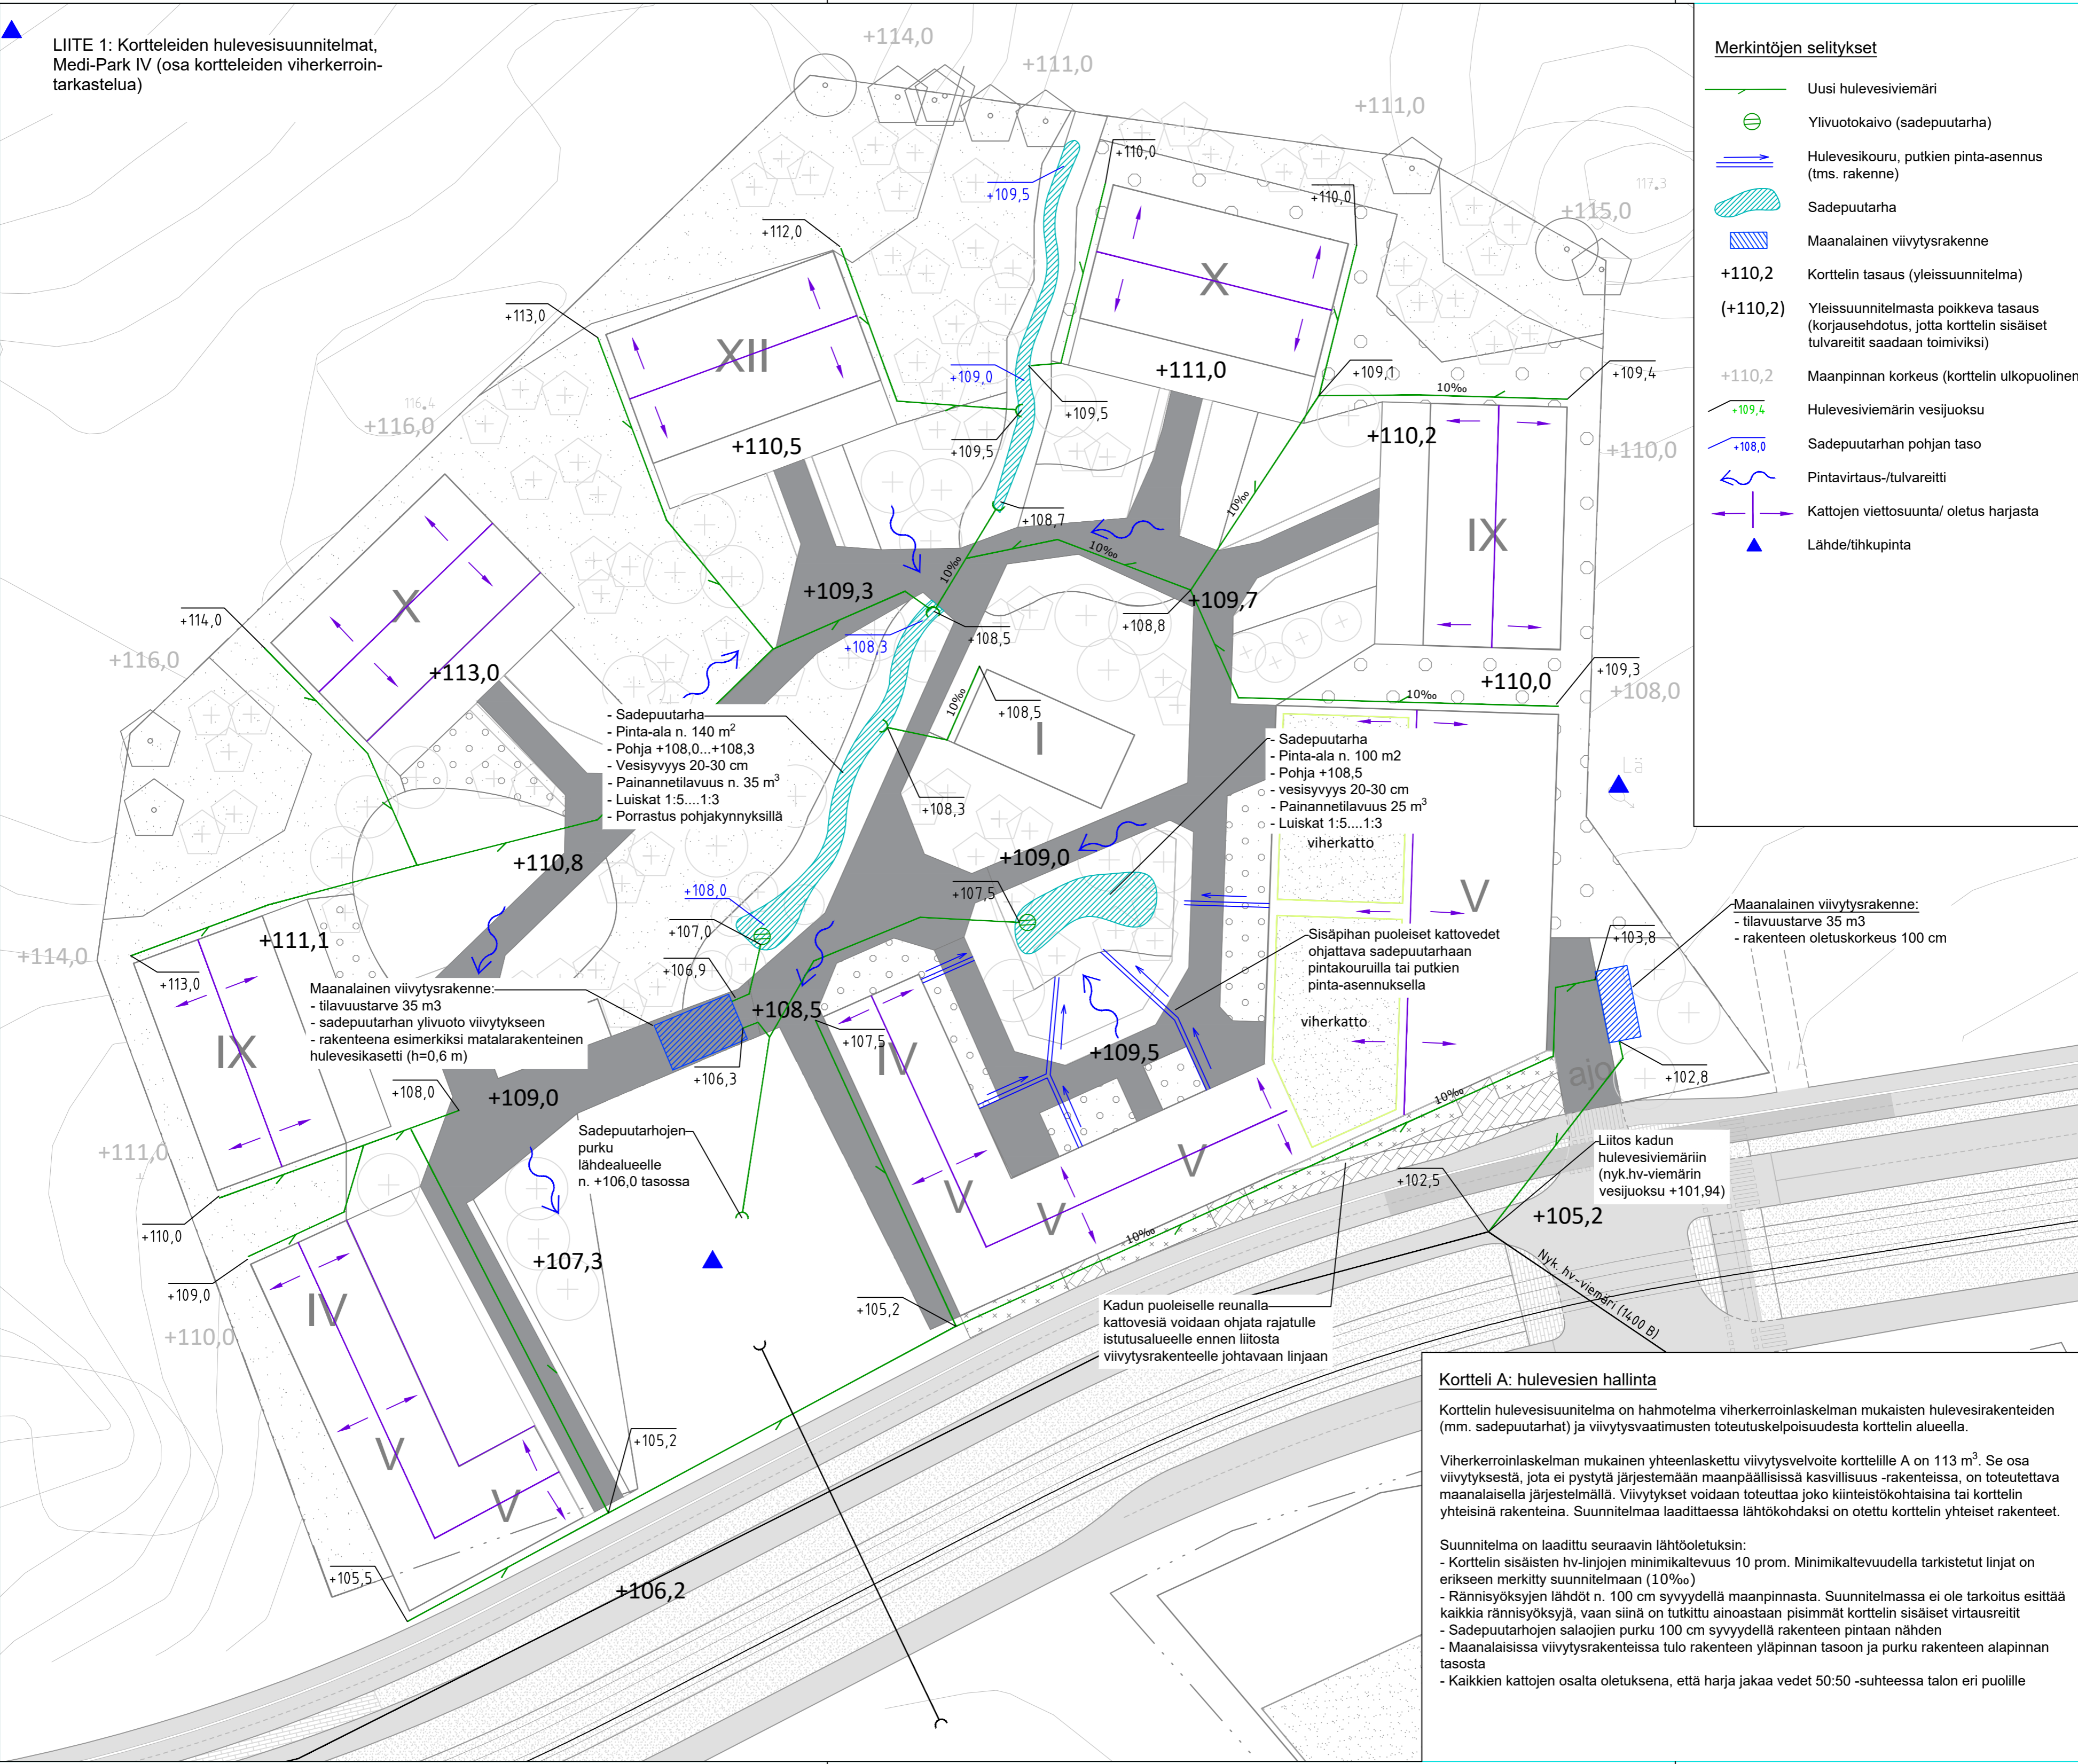 LIITE 1: Kortteleiden hulevesisuunnitelmat,
Medi-Park IV (osa kortteleiden viherkerroin-
tarkastelua)
+114,0
+111,0
+111,0
117.3
+115,0
+110,0
+109,5
+110,0
+112,0
X
+113,0
XII
+109,0
+111,0
+109,1
+109,4
10‰
116.4
+116,0
+109,5
+110,5
+109,5
+110,2
+110,0
10‰
+108,7
IX
10‰
10‰
+109,3
+109,7
X
+114,0
+108,5
+108,8
+108,3
+116,0
+113,0
+109,3
+110,0
+108,0
10‰
10‰
+108,5
- Sadepuutarha
- Pinta-ala n. 140 m²
- Pohja +108,0...+108,3
- Vesisyvyys 20-30 cm
- Painannetilavuus n. 35 m³
- Luiskat 1:5....1:3
- Porrastus pohjakynnyksillä
I
- Sadepuutarha
- Pinta-ala n. 100 m2
- Pohja +108,5
- vesisyvyys 20-30 cm
- Painannetilavuus 25 m³
- Luiskat 1:5....1:3
viherkatto
Lä
+108,3
+110,8
+109,0
+108,0
+107,5
V
+107,0
Maanalainen viivytysrakenne:
- tilavuustarve 35 m3
- rakenteen oletuskorkeus 100 cm
+111,1
+114,0
Sisäpihan puoleiset kattovedet
ohjattava sadepuutarhaan
pintakouruilla tai putkien
pinta-asennuksella
+103,8
+106,9
+113,0
Maanalainen viivytysrakenne:
- tilavuustarve 35 m3
- sadepuutarhan ylivuoto viivytykseen
- rakenteena esimerkiksi matalarakenteinen
hulevesikasetti (h=0,6 m)
+108,5
viherkatto
+107,5
IX
IV
+109,5
+106,3
ajo
+102,8
+108,0
+109,0
10‰
Sadepuutarhojen
purku
lähdealueelle
n. +106,0 tasossa
Liitos kadun
hulevesiviemäriin
(nyk.hv-viemärin
vesijuoksu +101,94)
+111,0
V
V
V
+102,5
+105,2
+110,0
10‰
+107,3
+109,0
Nyk. hv-viemäri (1400 B)
IV
+105,2
+110,0
Kadun puoleiselle reunalla
kattovesiä voidaan ohjata rajatulle
istutusalueelle ennen liitosta
viivytysrakenteelle johtavaan linjaan
+105,2
V
V
+105,5
+106,2
Merkintöjen selitykset
Uusi hulevesiviemäri
Ylivuotokaivo (sadepuutarha)
Hulevesikouru, putkien pinta-asennus
(tms. rakenne)
Sadepuutarha
Maanalainen viivytysrakenne
+110,2 Korttelin tasaus (yleissuunnitelma)
(+110,2) Yleissuunnitelmasta poikkeva tasaus
(korjausehdotus, jotta korttelin sisäiset
tulvareitit saadaan toimiviksi)
+110,2 Maanpinnan korkeus (korttelin ulkopuolinen
+109,4 Hulevesiviemärin vesijuoksu
+108,0 Sadepuutarhan pohjan taso
Pintavirtaus-/tulvareitti
Kattojen viettosuunta/ oletus harjasta
Lähde/tihkupinta
Kortteli A: hulevesien hallinta
Korttelin hulevesisuunitelma on hahmotelma viherkerroinlaskelman mukaisten hulevesirakenteiden
(mm. sadepuutarhat) ja viivytysvaatimusten toteutuskelpoisuudesta korttelin alueella.
Viherkerroinlaskelman mukainen yhteenlaskettu viivytysvelvoite korttelille A on 113 m³. Se osa
viivytyksestä, jota ei pystytä järjestemään maanpäällisissä kasvillisuus -rakenteissa, on toteutettava
maanalaisella järjestelmällä. Viivytykset voidaan toteuttaa joko kiinteistökohtaisina tai korttelin
yhteisinä rakenteina. Suunnitelmaa laadittaessa lähtökohdaksi on otettu korttelin yhteiset rakenteet.
Suunnitelma on laadittu seuraavin lähtöoletuksin:
- Korttelin sisäisten hv-linjojen minimikaltevuus 10 prom. Minimikaltevuudella tarkistetut linjat on
erikseen merkitty suunnitelmaan (10‰)
- Rännisyöksyjen lähdöt n. 100 cm syvyydellä maanpinnasta. Suunnitelmassa ei ole tarkoitus esittää
kaikkia rännisyöksyjä, vaan siinä on tutkittu ainoastaan pisimmät korttelin sisäiset virtausreitit
- Sadepuutarhojen salaojien purku 100 cm syvyydellä rakenteen pintaan nähden
- Maanalaisissa viivytysrakenteissa tulo rakenteen yläpinnan tasoon ja purku rakenteen alapinnan
tasosta
- Kaikkien kattojen osalta oletuksena, että harja jakaa vedet 50:50 -suhteessa talon eri puolille